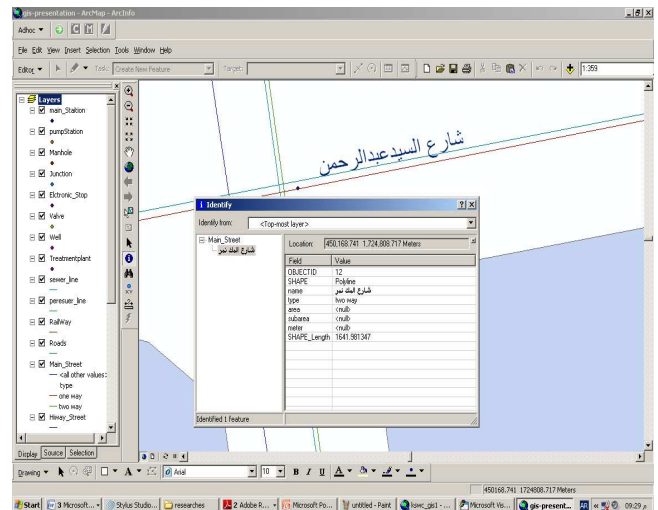 gis-presentation - ArcMap - ArcInfo
Adhoc
File Edit View Insert Selection Tools Window Help
Editor Task: Create New Feature Target: 1:359
Layers
main_Station
pumpStation
Manhole
Junction
Elctronic_Stop
Valve
Well
Treatmentplant
sewer_line
peresuer_line
RailWay
Roads
Main_Street
<all other values>
type
one way
two way
Hiway_Street
شارع السيدعبدالرحمن
Identify
Identify from: <Top-most layer>
Main_Street
شارع البك نمر
Location: 450,168.741 1,724,808.717 Meters
Field Value
OBJECTID 12
SHAPE Polyline
name شارع البك نمر
type two way
area <null>
subarea <null>
meter <null>
SHAPE_Length 1641.981347
Identified 1 feature
Display Source Selection
Drawing A Arial 10 B I U A
450168.741 1724808.717 Meters
Start 3 Microsoft... Stylus Studio... researches 2 Adobe R... Microsoft Po... untitled - Paint kswc_gis1 - ... Microsoft Vis... gis-present... AR 09:29 م